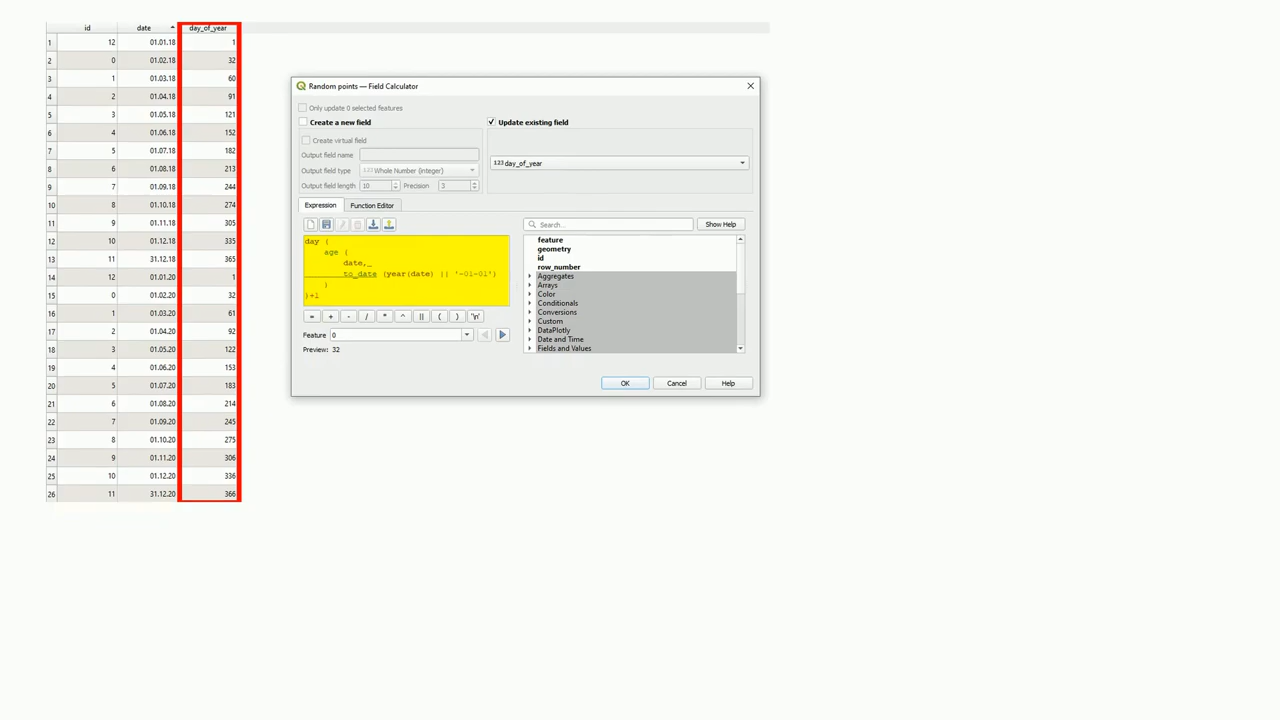 id date day_of_year
1 12 01.01.18 1
2 0 01.02.18 32
3 1 01.03.18 60
4 2 01.04.18 91
5 3 01.05.18 121
6 4 01.06.18 152
7 5 01.07.18 182
8 6 01.08.18 213
9 7 01.09.18 244
10 8 01.10.18 274
11 9 01.11.18 305
12 10 01.12.18 335
13 11 31.12.18 365
14 12 01.01.20 1
15 0 01.02.20 32
16 1 01.03.20 61
17 2 01.04.20 92
18 3 01.05.20 122
19 4 01.06.20 153
20 5 01.07.20 183
21 6 01.08.20 214
22 7 01.09.20 245
23 8 01.10.20 275
24 9 01.11.20 306
25 10 01.12.20 336
26 11 31.12.20 366
Random points — Field Calculator
Only update 0 selected features
Create a new field
Update existing field
Create virtual field
Output field name
123 day_of_year
Output field type 123 Whole Number (integer)
Output field length 10 Precision 3
Expression Function Editor
Search... Show Help
day (
age (
date,_
to_date (year(date) || '-01-01')
)
)+1
= + - / * ^ || ( ) '\n'
Feature 0
Preview: 32
feature
geometry
id
row_number
Aggregates
Arrays
Color
Conditionals
Conversions
Custom
DataPlotly
Date and Time
Fields and Values
OK Cancel Help